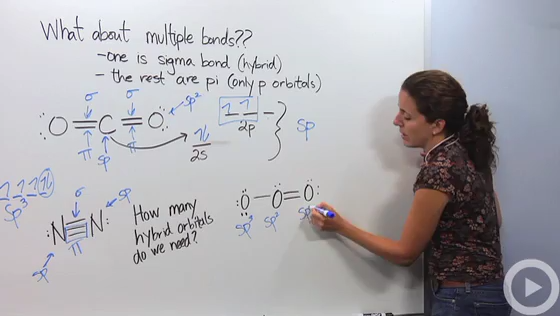 What about multiple bonds??
-one is sigma bond (hybrid)
- the rest are pi (only p orbitals)
σ σ sp²
:O=C=O:
π sp π
2s
2p
sp
sp³
σ sp
:N≡N:
π
sp
How many
hybrid orbitals
do we need?
:O-O=O:
sp³ sp² sp